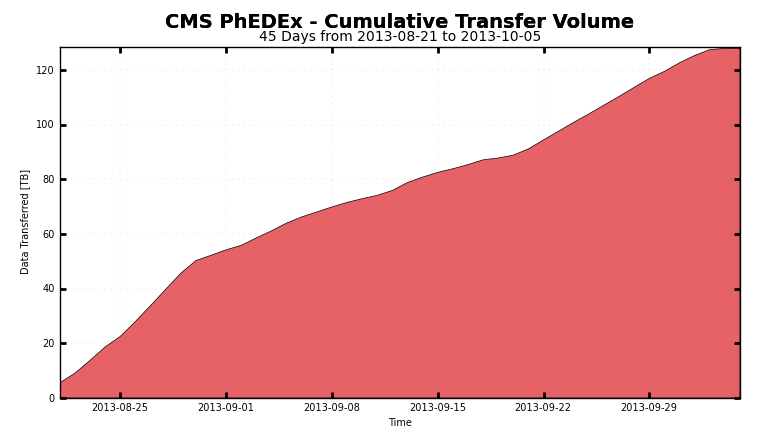 CMS PhEDEx - Cumulative Transfer Volume
45 Days from 2013-08-21 to 2013-10-05
120
100
80
60
40
20
0
Data Transferred [TB]
2013-08-25 2013-09-01 2013-09-08 2013-09-15 2013-09-22 2013-09-29
Time